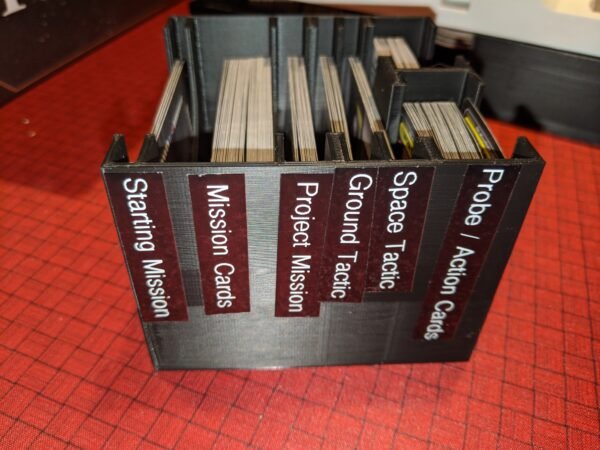 Starting Mission
Mission Cards
Project Mission
Ground Tactic
Space Tactic
Probe / Action Cards